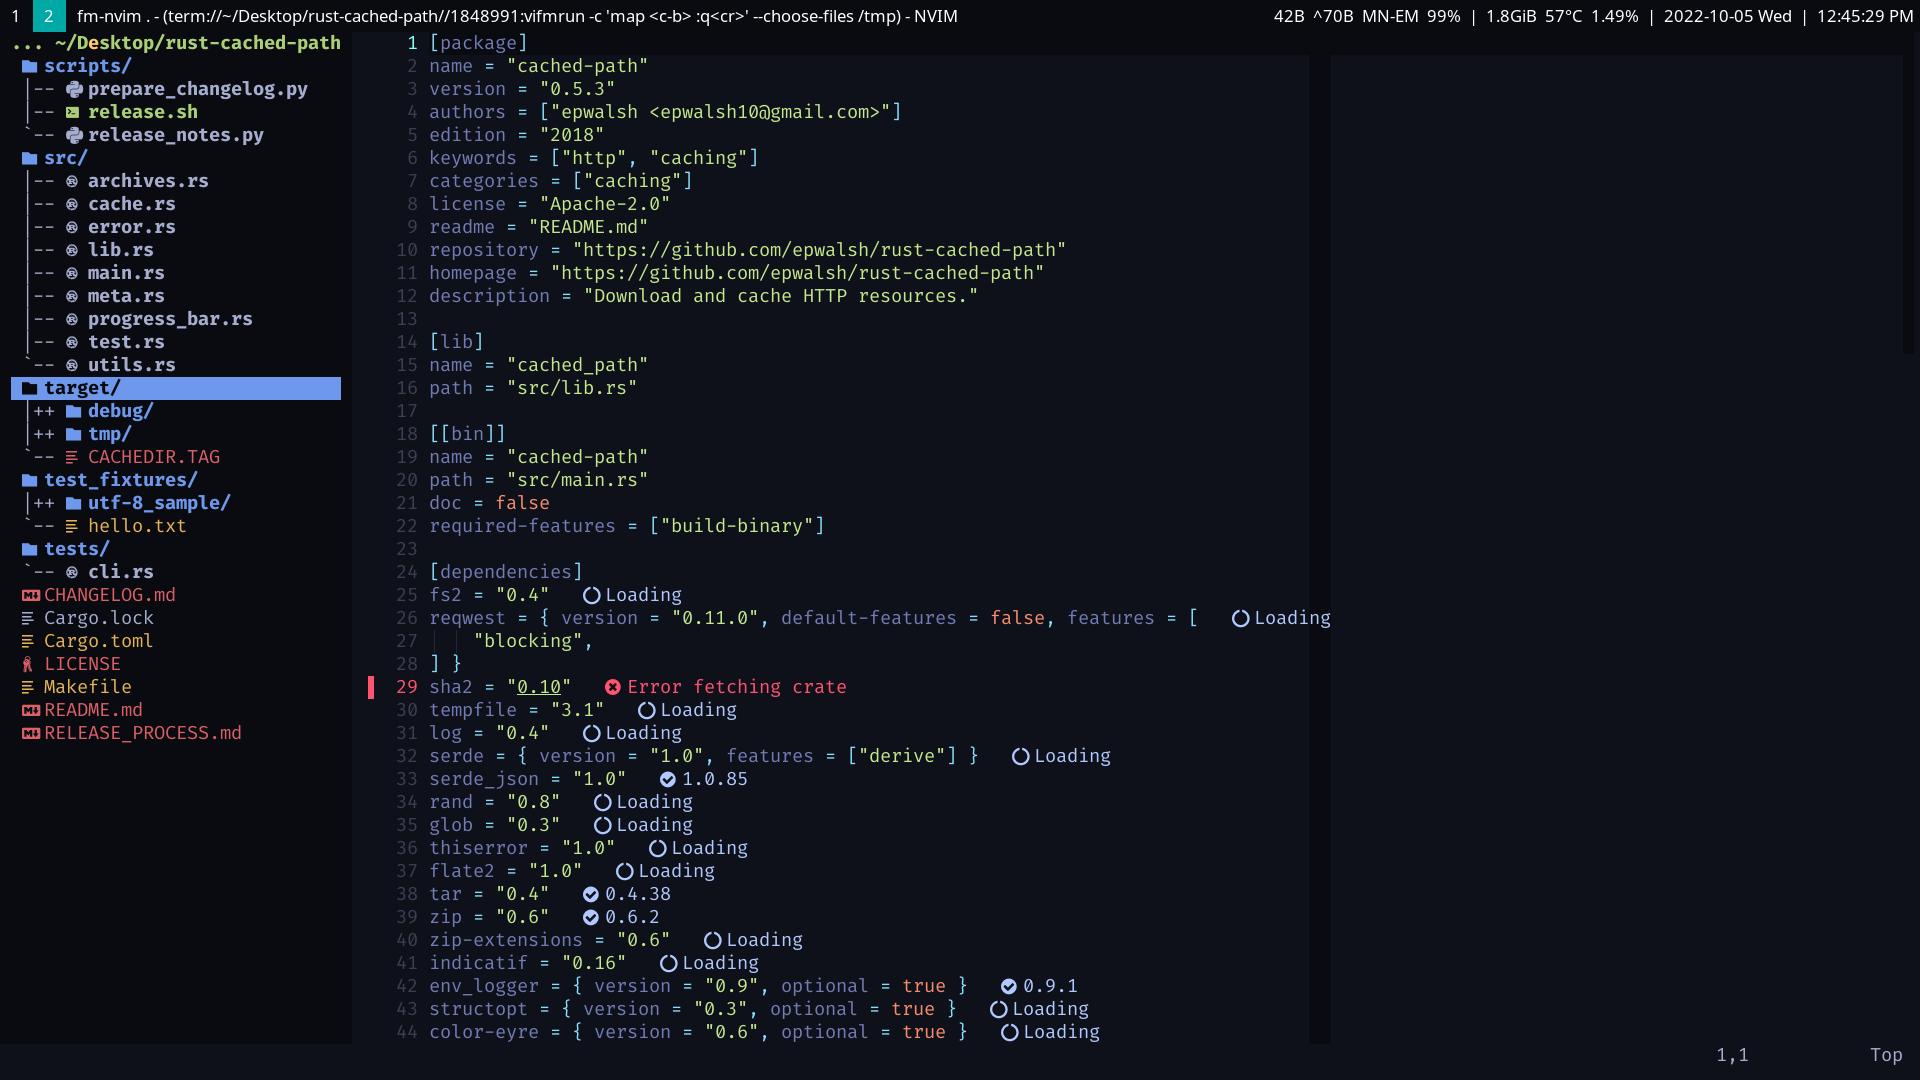 1 2 fm-nvim . - (term://~/Desktop/rust-cached-path//1848991:vifmrun -c 'map <c-b> :q<cr>' --choose-files /tmp) - NVIM 42B ^70B MN-EM 99% | 1.8GiB 57°C 1.49% | 2022-10-05 Wed | 12:45:29 PM
... ~/Desktop/rust-cached-path
scripts/
|-- prepare_changelog.py
|-- release.sh
`-- release_notes.py
src/
|-- archives.rs
|-- cache.rs
|-- error.rs
|-- lib.rs
|-- main.rs
|-- meta.rs
|-- progress_bar.rs
|-- test.rs
`-- utils.rs
target/
|++ debug/
|++ tmp/
`-- CACHEDIR.TAG
test_fixtures/
|++ utf-8_sample/
`-- hello.txt
tests/
`-- cli.rs
CHANGELOG.md
Cargo.lock
Cargo.toml
LICENSE
Makefile
README.md
RELEASE_PROCESS.md
1 [package]
2 name = "cached-path"
3 version = "0.5.3"
4 authors = ["epwalsh <epwalsh10@gmail.com>"]
5 edition = "2018"
6 keywords = ["http", "caching"]
7 categories = ["caching"]
8 license = "Apache-2.0"
9 readme = "README.md"
10 repository = "https://github.com/epwalsh/rust-cached-path"
11 homepage = "https://github.com/epwalsh/rust-cached-path"
12 description = "Download and cache HTTP resources."
13
14 [lib]
15 name = "cached_path"
16 path = "src/lib.rs"
17
18 [[bin]]
19 name = "cached-path"
20 path = "src/main.rs"
21 doc = false
22 required-features = ["build-binary"]
23
24 [dependencies]
25 fs2 = "0.4" Loading
26 reqwest = { version = "0.11.0", default-features = false, features = [ Loading
27 "blocking",
28 ] }
29 sha2 = "0.10" Error fetching crate
30 tempfile = "3.1" Loading
31 log = "0.4" Loading
32 serde = { version = "1.0", features = ["derive"] } Loading
33 serde_json = "1.0" 1.0.85
34 rand = "0.8" Loading
35 glob = "0.3" Loading
36 thiserror = "1.0" Loading
37 flate2 = "1.0" Loading
38 tar = "0.4" 0.4.38
39 zip = "0.6" 0.6.2
40 zip-extensions = "0.6" Loading
41 indicatif = "0.16" Loading
42 env_logger = { version = "0.9", optional = true } 0.9.1
43 structopt = { version = "0.3", optional = true } Loading
44 color-eyre = { version = "0.6", optional = true } Loading
1,1 Top